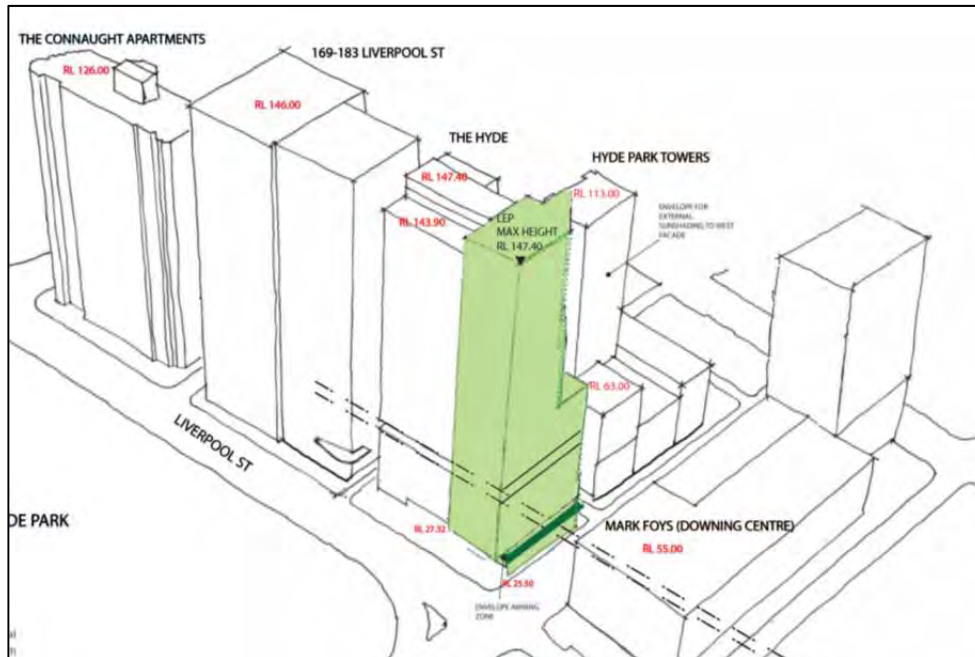 THE CONNAUGHT APARTMENTS
RL 126.00
169-183 LIVERPOOL ST
RL 146.00
THE HYDE
RL 147.40
RL 143.90
HYDE PARK TOWERS
RL 113.00
LEP
MAX HEIGHT
RL 147.40
ENVELOPE FOR
EXTERNAL
SUNSHADING TO WEST
FACADE
RL 63.00
LIVERPOOL ST
DE PARK
RL 27.32
MARK FOYS (DOWNING CENTRE)
RL 55.00
RL 25.50
ENVELOPE AWNING
ZONE